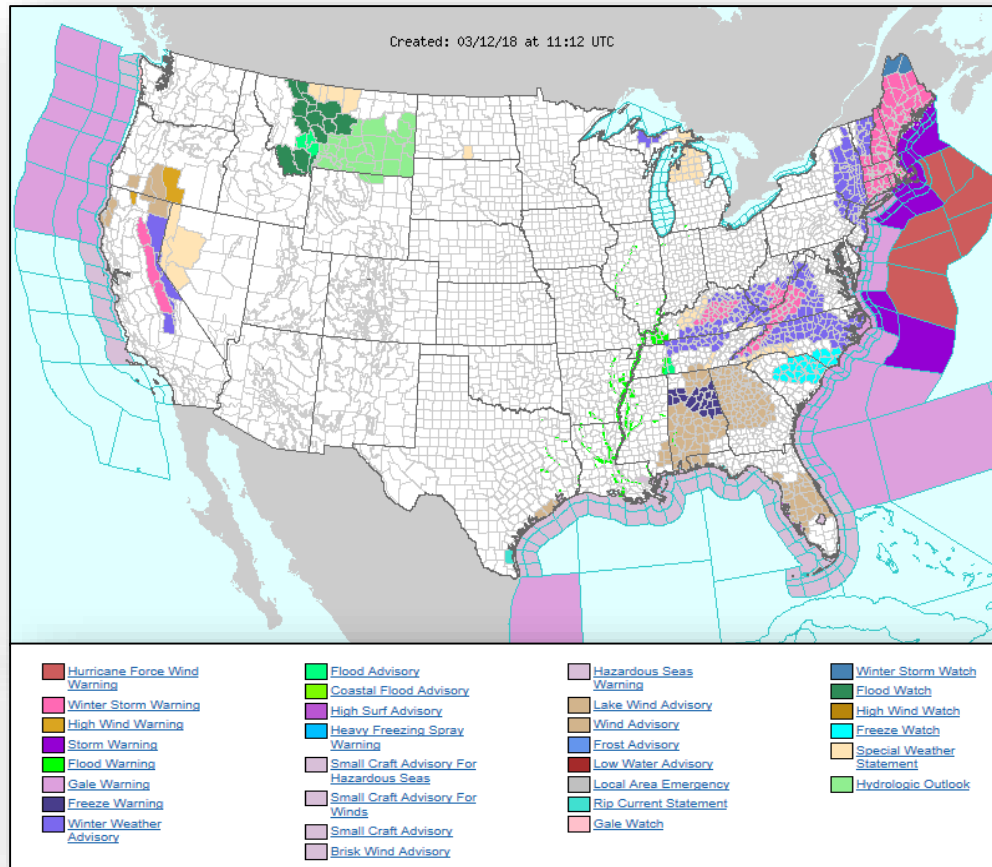 Created: 03/12/18 at 11:12 UTC
Hurricane Force Wind
Warning
Winter Storm Warning
High Wind Warning
Storm Warning
Flood Warning
Gale Warning
Freeze Warning
Winter Weather
Advisory
Flood Advisory
Coastal Flood Advisory
High Surf Advisory
Heavy Freezing Spray
Warning
Small Craft Advisory For
Hazardous Seas
Small Craft Advisory For
Winds
Small Craft Advisory
Brisk Wind Advisory
Hazardous Seas
Warning
Lake Wind Advisory
Wind Advisory
Frost Advisory
Low Water Advisory
Local Area Emergency
Rip Current Statement
Gale Watch
Winter Storm Watch
Flood Watch
High Wind Watch
Freeze Watch
Special Weather
Statement
Hydrologic Outlook